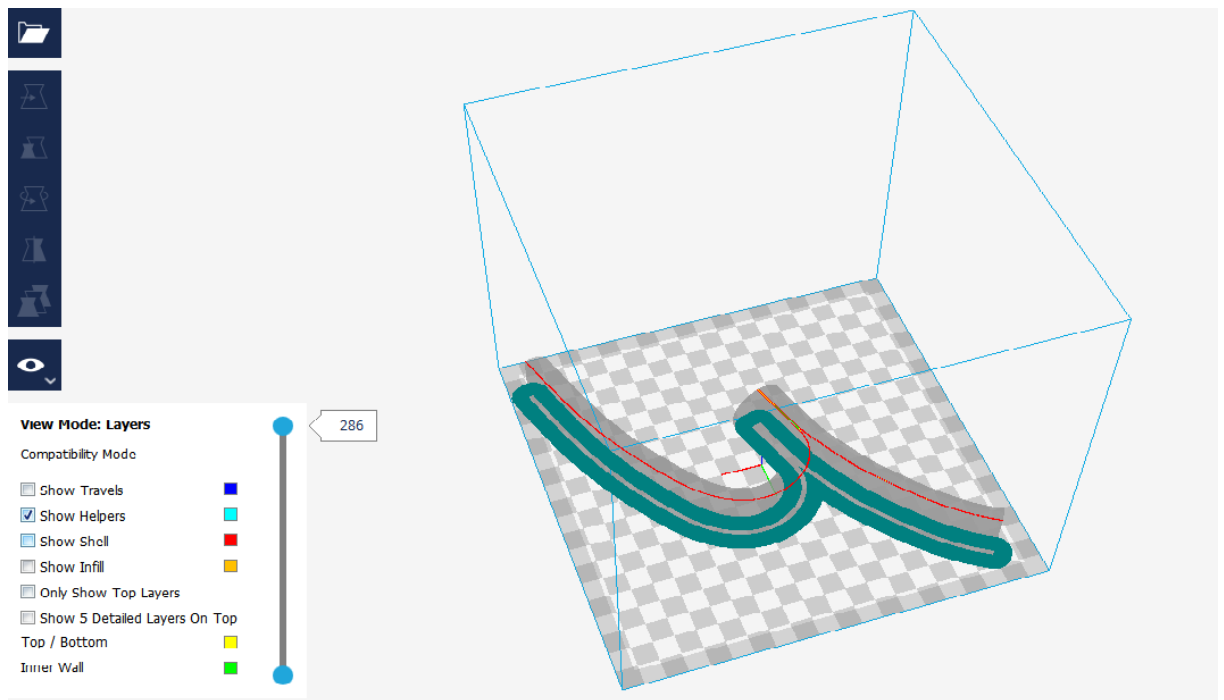 View Mode: Layers
286
Compatibility Mode
Show Travels
Show Helpers
Show Shell
Show Infill
Only Show Top Layers
Show 5 Detailed Layers On Top
Top / Bottom
Inner Wall